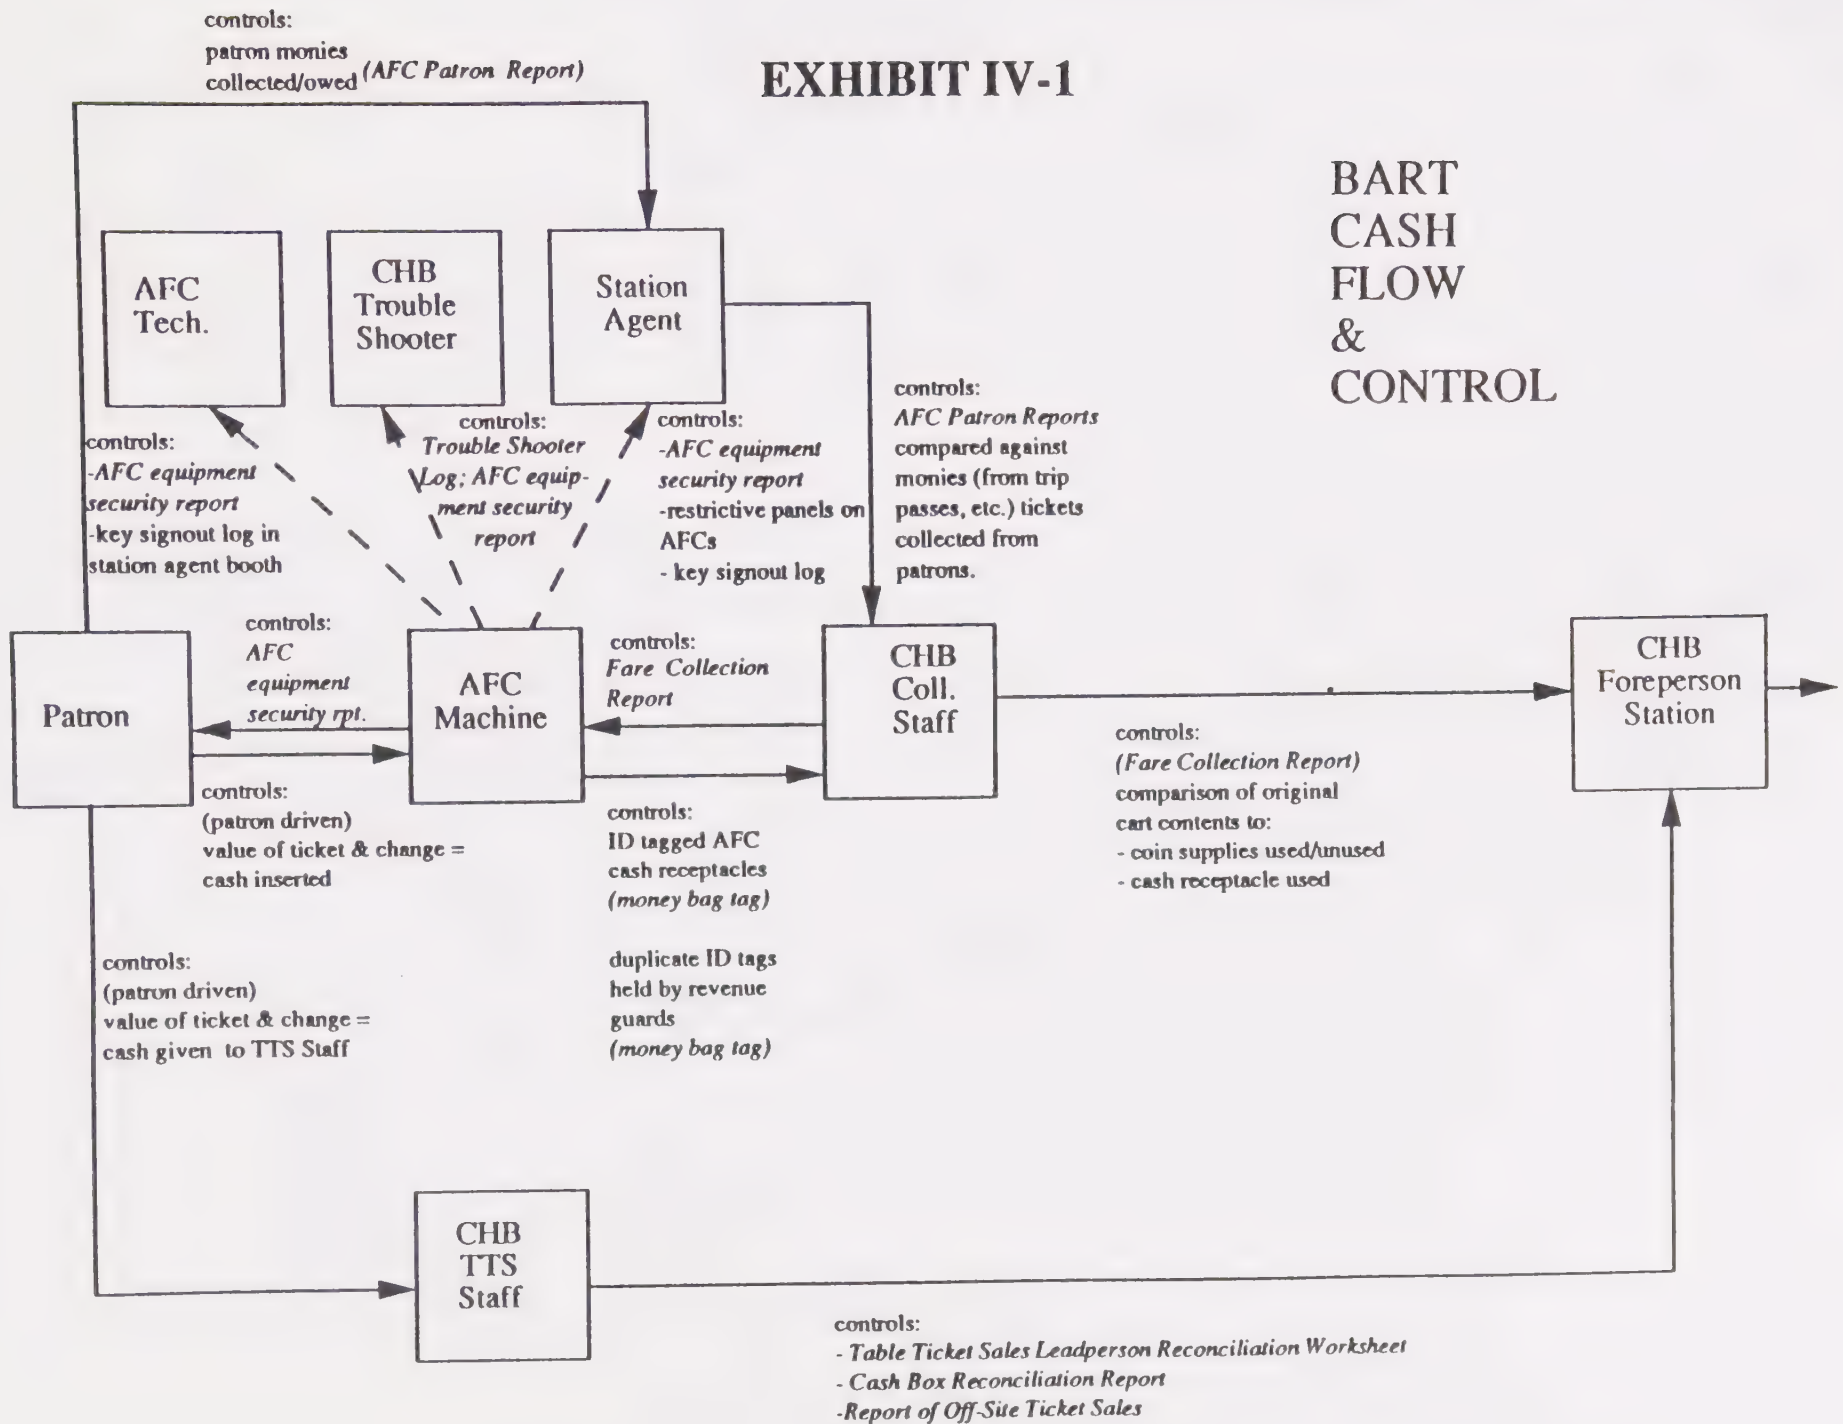 controls:
patron monies
collected/owed (AFC Patron Report)
EXHIBIT IV-1
BART
CASH
FLOW
&
CONTROL
AFC
Tech.
CHB
Trouble
Shooter
Station
Agent
controls:
-AFC equipment
security report
-key signout log in
station agent booth
controls:
Trouble Shooter
Log; AFC equip-
ment security
report
controls:
-AFC equipment
security report
-restrictive panels on
AFCs
- key signout log
controls:
AFC Patron Reports
compared against
monies (from trip
passes, etc.) tickets
collected from
patrons.
Patron
controls:
AFC
equipment
security rpt.
AFC
Machine
controls:
Fare Collection
Report
CHB
Coll.
Staff
CHB
Foreperson
Station
controls:
(patron driven)
value of ticket & change =
cash inserted
controls:
ID tagged AFC
cash receptacles
(money bag tag)
duplicate ID tags
held by revenue
guards
(money bag tag)
controls:
(Fare Collection Report)
comparison of original
cart contents to:
- coin supplies used/unused
- cash receptacle used
controls:
(patron driven)
value of ticket & change =
cash given to TTS Staff
CHB
TTS
Staff
controls:
- Table Ticket Sales Leadperson Reconciliation Worksheet
- Cash Box Reconciliation Report
-Report of Off-Site Ticket Sales